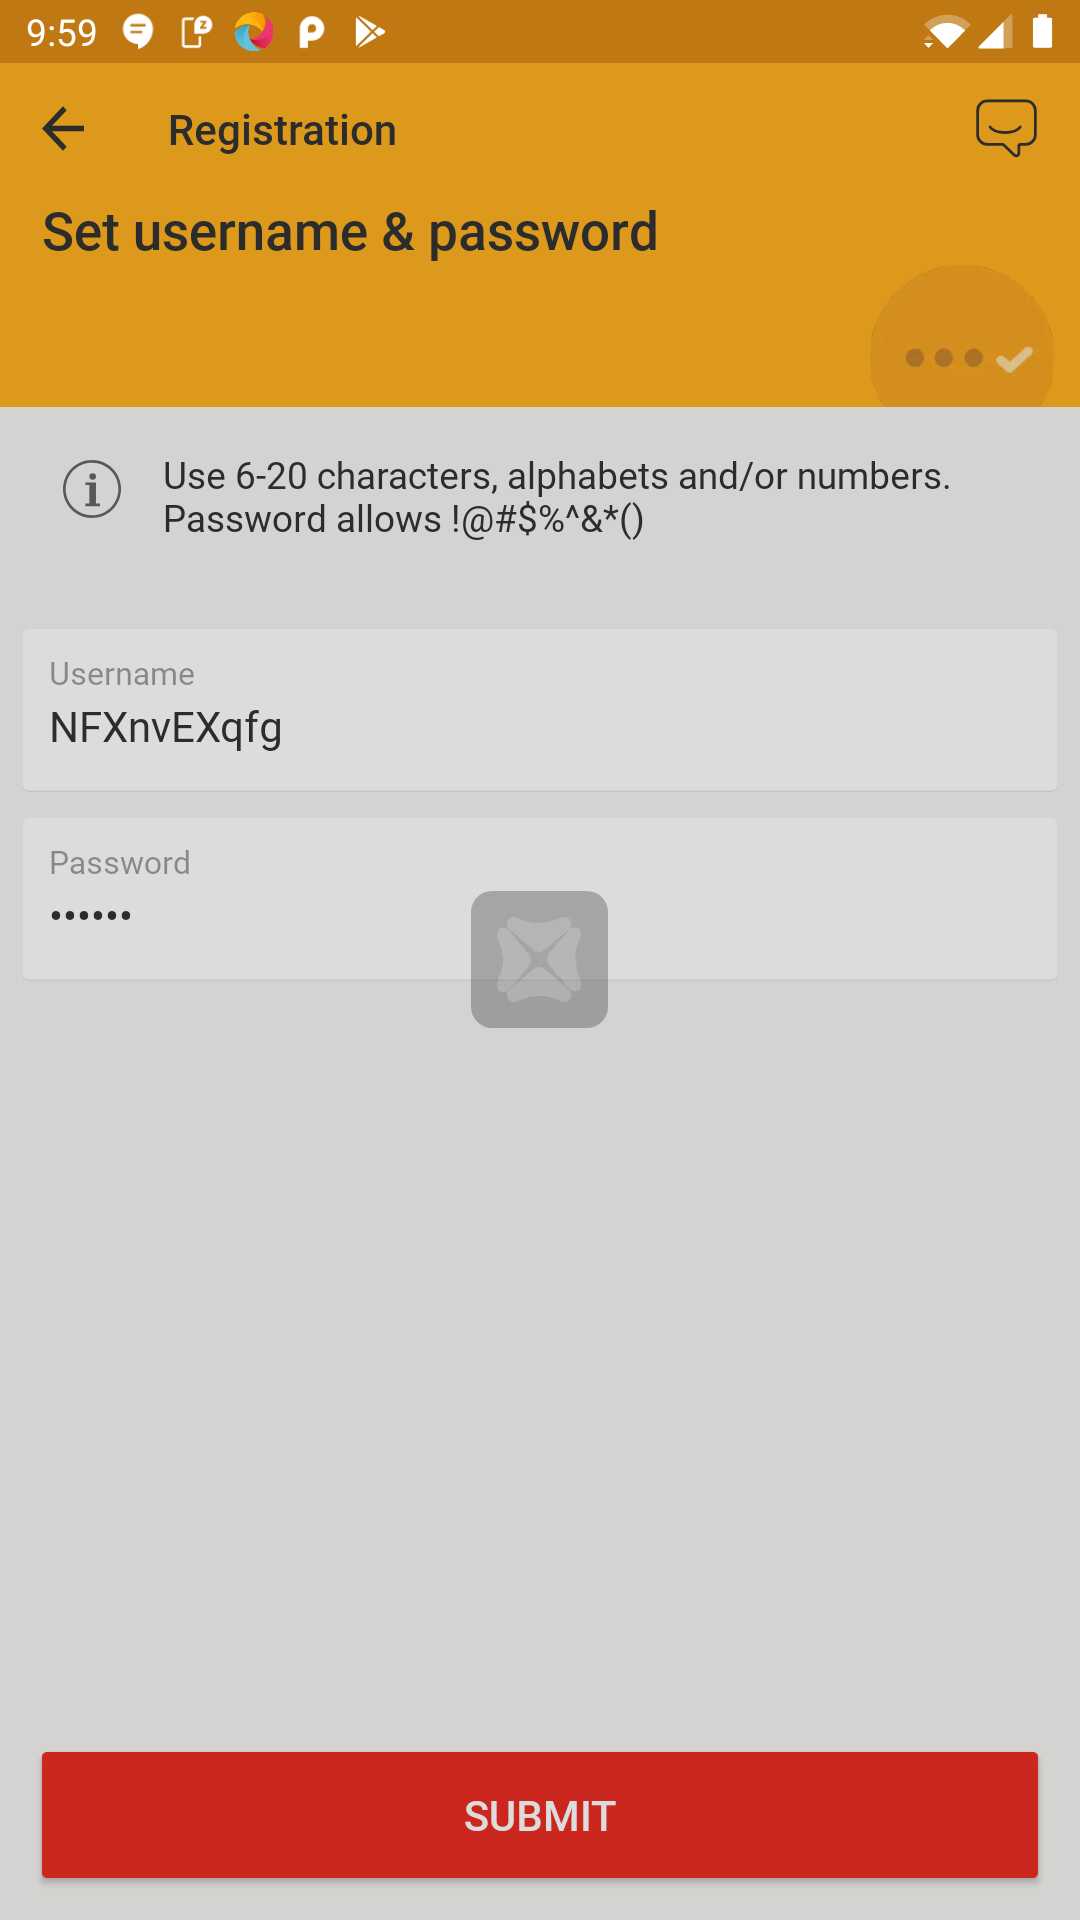 9:59
Registration
Set username & password
Use 6-20 characters, alphabets and/or numbers.
Password allows !@#$%^&*()
Username
NFXnvEXqfg
Password
••••••
SUBMIT